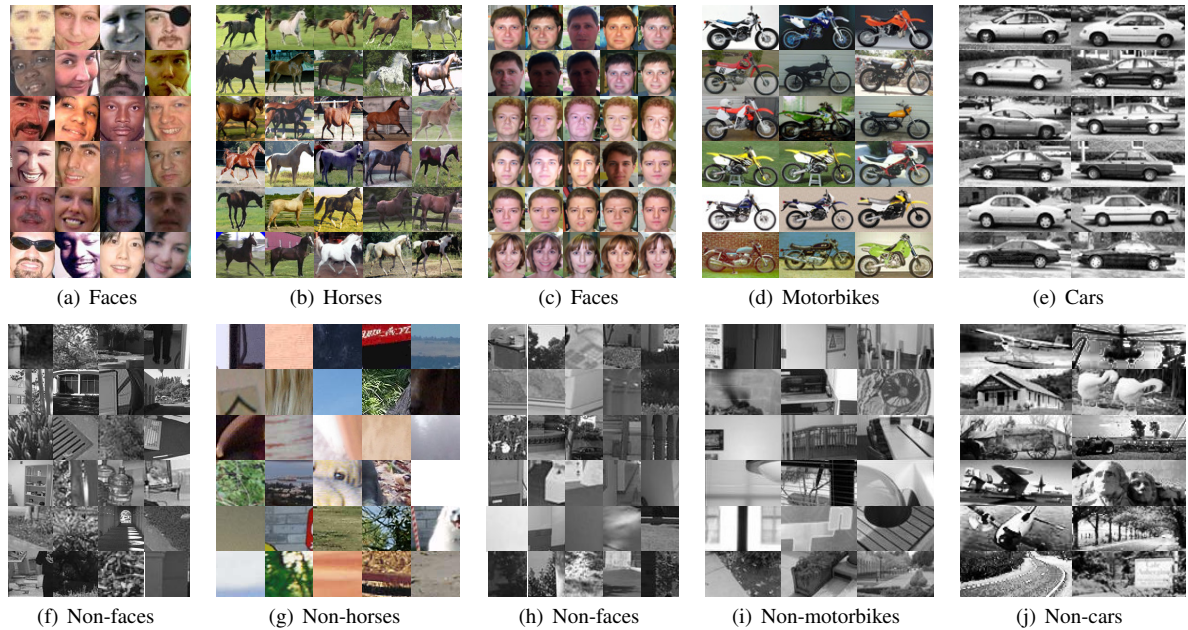 (a) Faces
(b) Horses
(c) Faces
(d) Motorbikes
(e) Cars
(f) Non-faces
(g) Non-horses
(h) Non-faces
(i) Non-motorbikes
(j) Non-cars